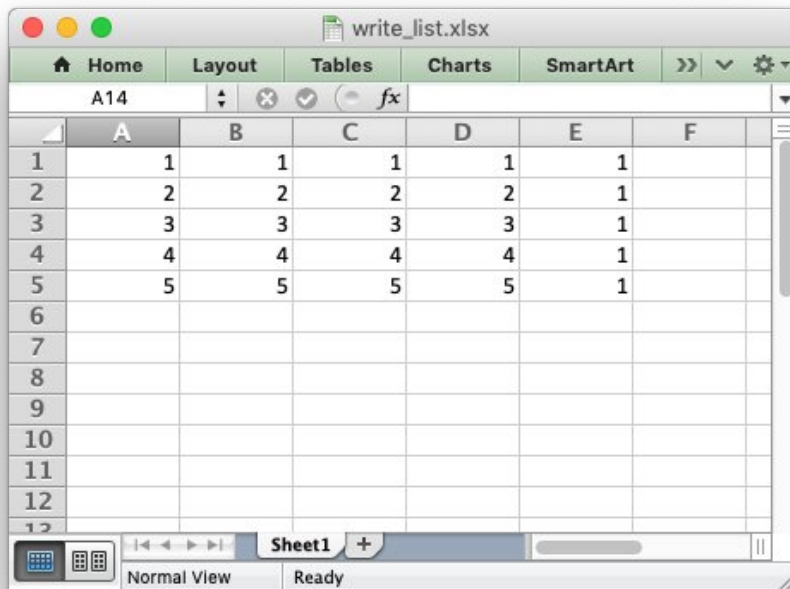 write_list.xlsx
Home Layout Tables Charts SmartArt
A14 fx
A B C D E F
1 1 1 1 1 1
2 2 2 2 2 1
3 3 3 3 3 1
4 4 4 4 4 1
5 5 5 5 5 1
6
7
8
9
10
11
12
13
Sheet1 +
Normal View Ready